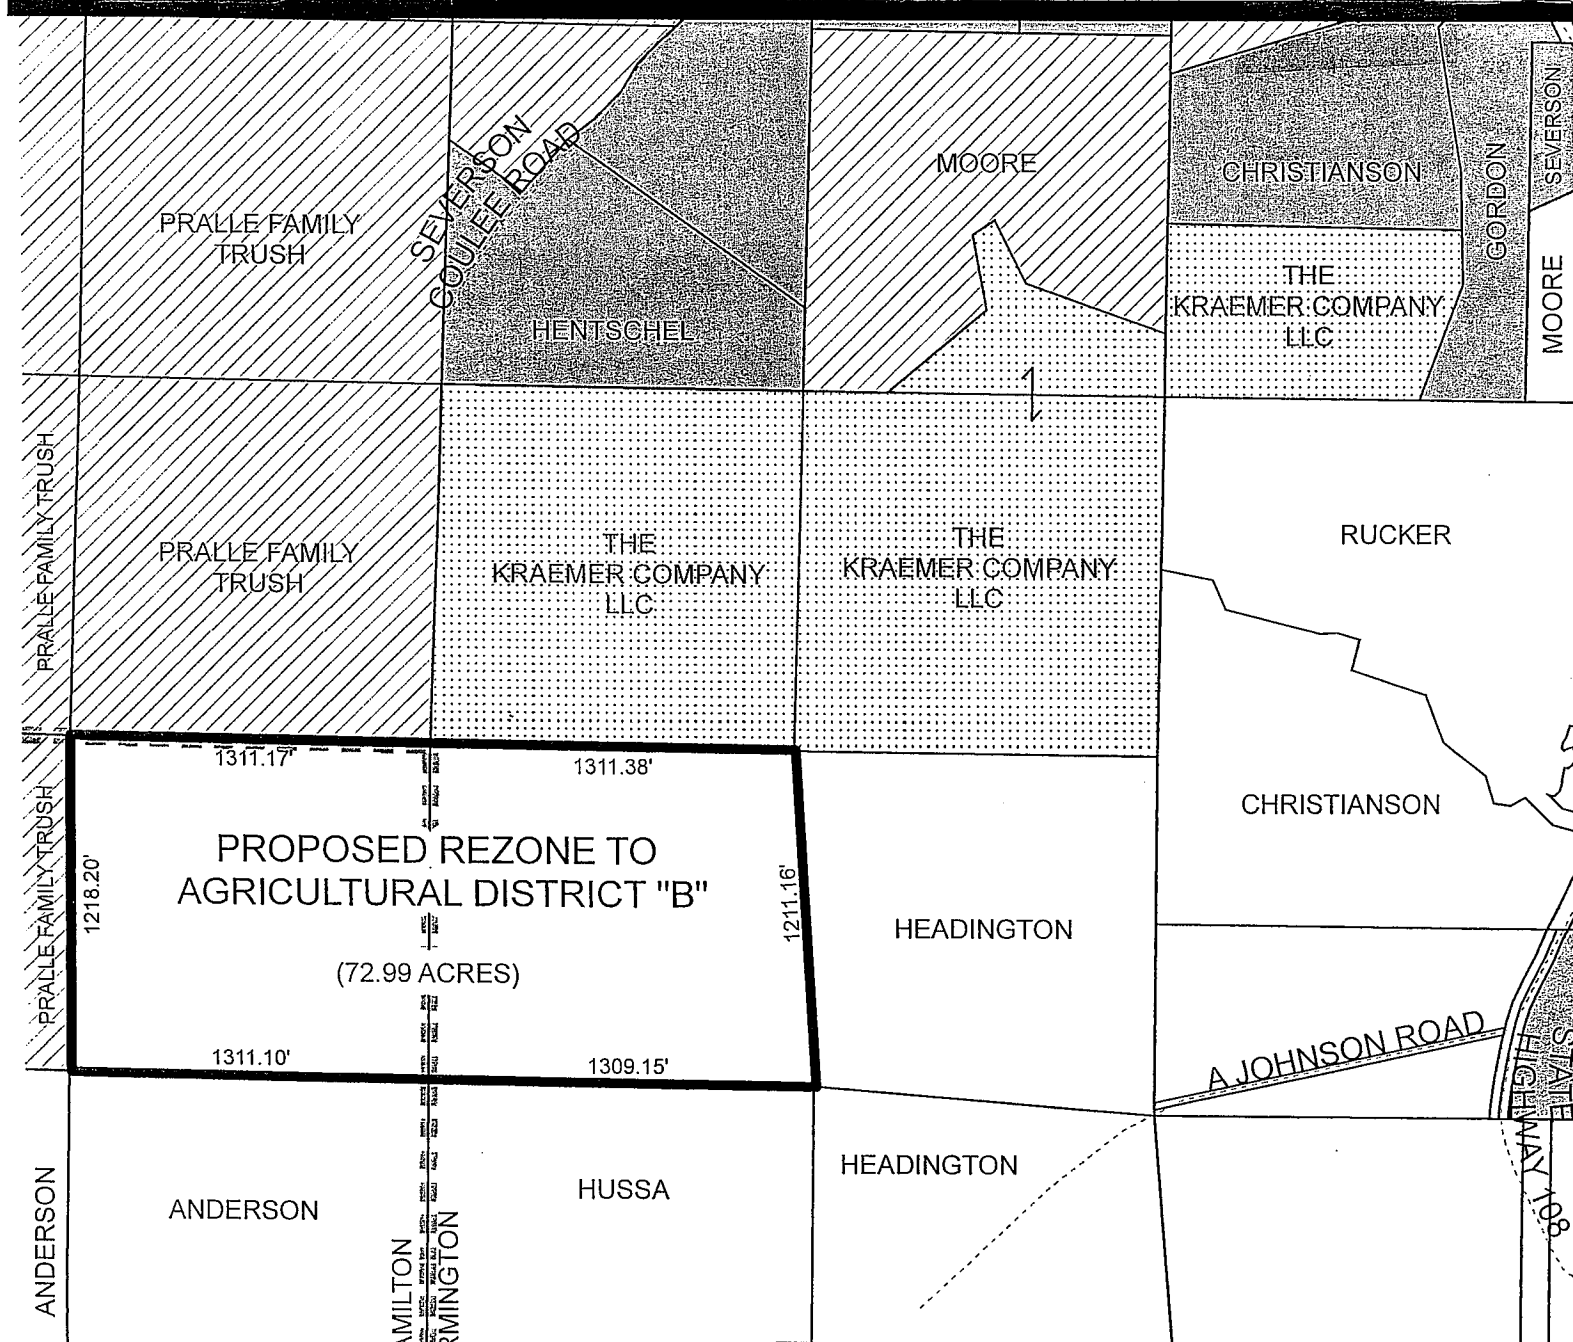 SEVERSON
COULEE ROAD
MOORE
CHRISTIANSON
GORDON
SEVERSON
MOORE
PRALLE FAMILY
TRUSH
HENTSCHEL
THE
KRAEMER COMPANY
LLC
PRALLE FAMILY TRUSH
PRALLE FAMILY
TRUSH
THE
KRAEMER COMPANY
LLC
THE
KRAEMER COMPANY
LLC
RUCKER
1311.17'
1311.38'
PRALLE FAMILY TRUSH
1218.20'
PROPOSED REZONE TO
AGRICULTURAL DISTRICT "B"
(72.99 ACRES)
1211.16'
1311.10'
1309.15'
HEADINGTON
CHRISTIANSON
A JOHNSON ROAD
STATE
HIGHWAY 108
ANDERSON
ANDERSON
HUSSA
HEADINGTON
AMILTON
RMINGTON